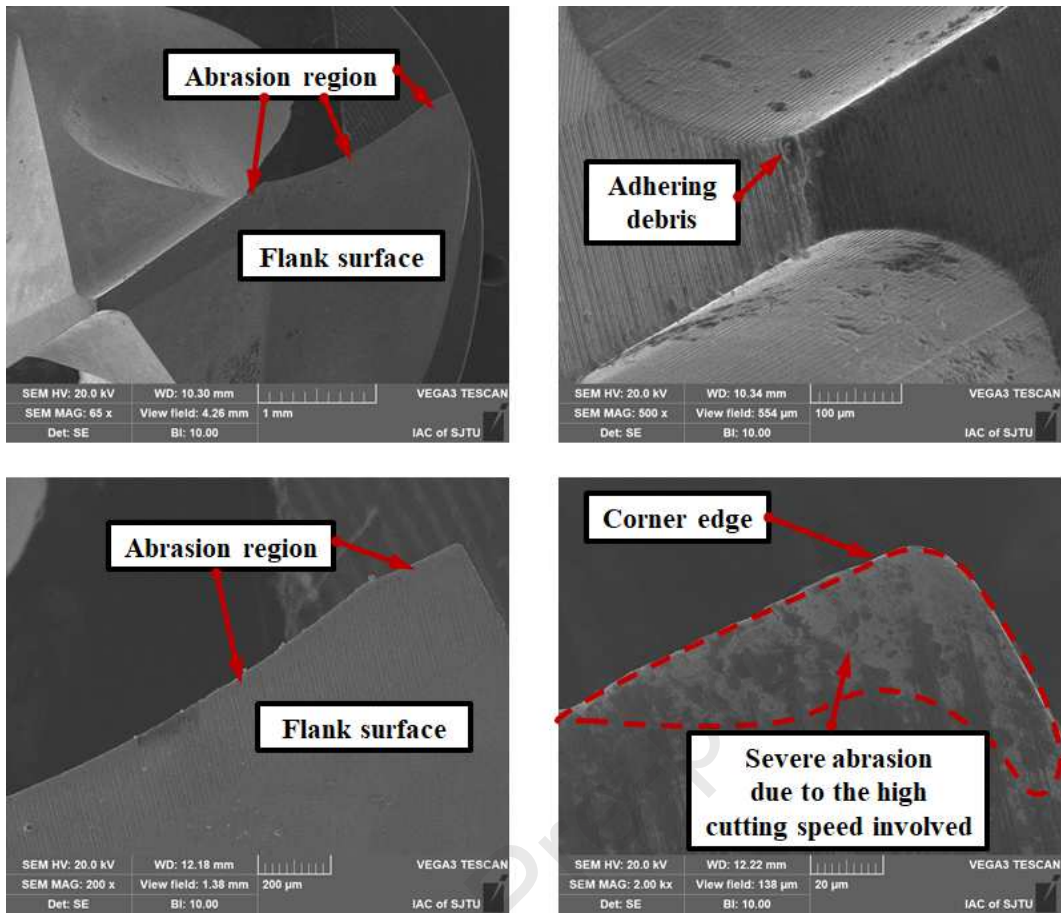 Abrasion region
Flank surface
SEM HV: 20.0 kV WD: 10.30 mm VEGA3 TESCAN
SEM MAG: 65 x View field: 4.26 mm 1 mm
Det: SE BI: 10.00 IAC of SJTU
Adhering
debris
SEM HV: 20.0 kV WD: 10.34 mm VEGA3 TESCAN
SEM MAG: 500 x View field: 554 µm 100 µm
Det: SE BI: 10.00 IAC of SJTU
Abrasion region
Flank surface
SEM HV: 20.0 kV WD: 12.18 mm VEGA3 TESCAN
SEM MAG: 200 x View field: 1.38 mm 200 µm
Det: SE BI: 10.00 IAC of SJTU
Corner edge
Severe abrasion
due to the high
cutting speed involved
SEM HV: 20.0 kV WD: 12.22 mm VEGA3 TESCAN
SEM MAG: 2.00 kx View field: 138 µm 20 µm
Det: SE BI: 10.00 IAC of SJTU